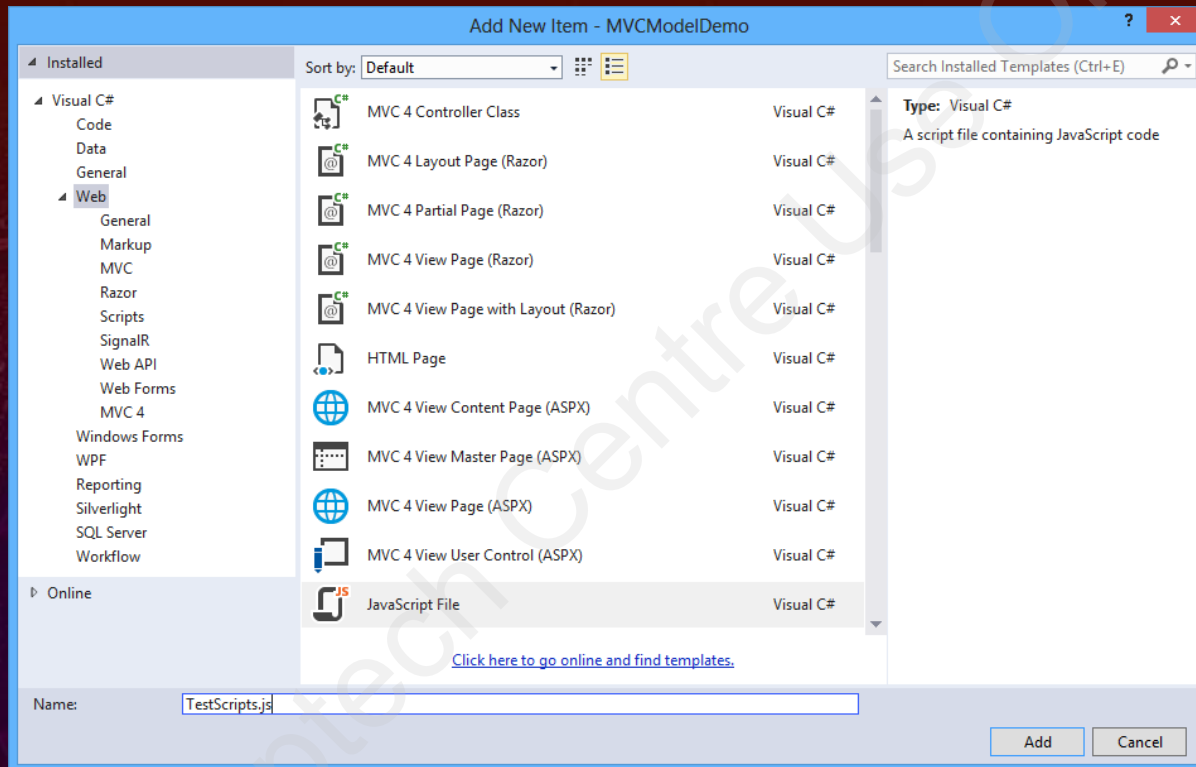 Add New Item - MVCModelDemo
?
Installed
Sort by: Default
Search Installed Templates (Ctrl+E)
Visual C#
Code
Data
General
Web
General
Markup
MVC
Razor
Scripts
SignalR
Web API
Web Forms
MVC 4
Windows Forms
WPF
Reporting
Silverlight
SQL Server
Workflow
Online
C# MVC 4 Controller Class Visual C#
C# @ MVC 4 Layout Page (Razor) Visual C#
C# @ MVC 4 Partial Page (Razor) Visual C#
C# @ MVC 4 View Page (Razor) Visual C#
C# @ MVC 4 View Page with Layout (Razor) Visual C#
HTML Page Visual C#
MVC 4 View Content Page (ASPX) Visual C#
MVC 4 View Master Page (ASPX) Visual C#
MVC 4 View Page (ASPX) Visual C#
MVC 4 View User Control (ASPX) Visual C#
JS JavaScript File Visual C#
Click here to go online and find templates.
Type: Visual C#
A script file containing JavaScript code
Name: TestScripts.js
Add Cancel
Centre Use